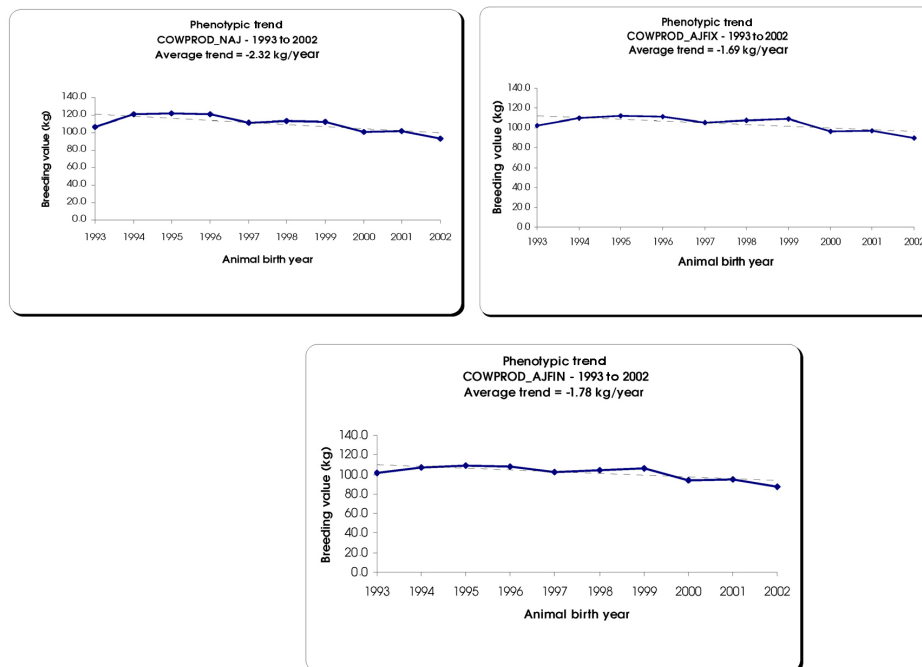 Phenotypic trend
COWPROD_NAJ - 1993 to 2002
Average trend = -2.32 kg/year
Breeding value (kg)
140.0
120.0
100.0
80.0
60.0
40.0
20.0
0.0
1993 1994 1995 1996 1997 1998 1999 2000 2001 2002
Animal birth year
Phenotypic trend
COWPROD_AJFIX - 1993 to 2002
Average trend = -1.69 kg/year
Breeding value (kg)
140.0
120.0
100.0
80.0
60.0
40.0
20.0
0.0
1993 1994 1995 1996 1997 1998 1999 2000 2001 2002
Animal birth year
Phenotypic trend
COWPROD_AJFIN - 1993 to 2002
Average trend = -1.78 kg/year
Breeding value (kg)
140.0
120.0
100.0
80.0
60.0
40.0
20.0
0.0
1993 1994 1995 1996 1997 1998 1999 2000 2001 2002
Animal birth year